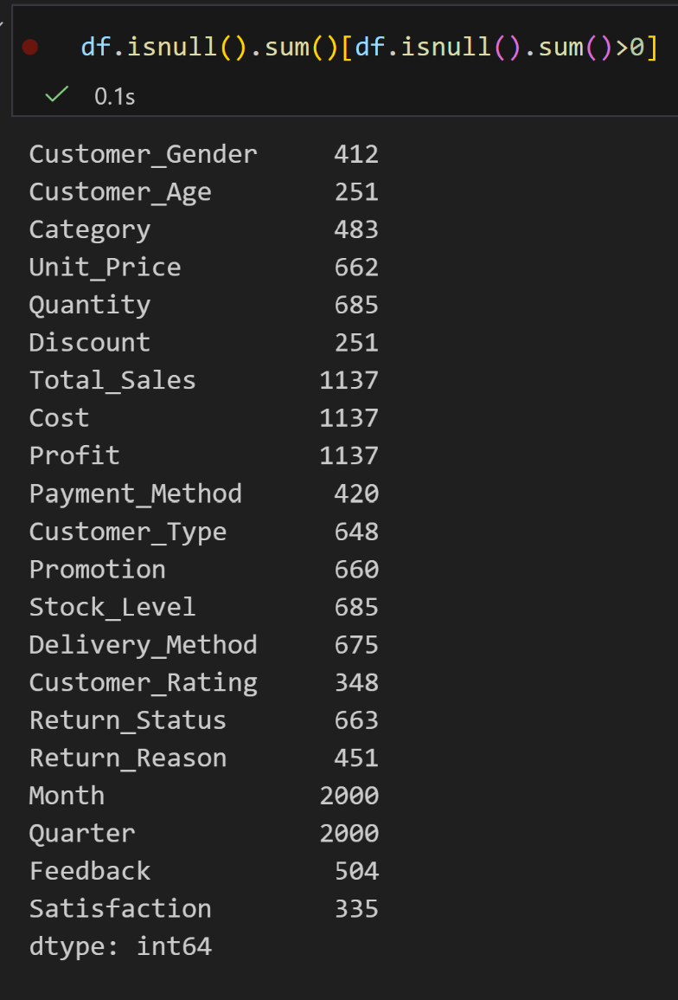 df.isnull().sum()[df.isnull().sum()>0]
0.1s
Customer_Gender 412
Customer_Age 251
Category 483
Unit_Price 662
Quantity 685
Discount 251
Total_Sales 1137
Cost 1137
Profit 1137
Payment_Method 420
Customer_Type 648
Promotion 660
Stock_Level 685
Delivery_Method 675
Customer_Rating 348
Return_Status 663
Return_Reason 451
Month 2000
Quarter 2000
Feedback 504
Satisfaction 335
dtype: int64